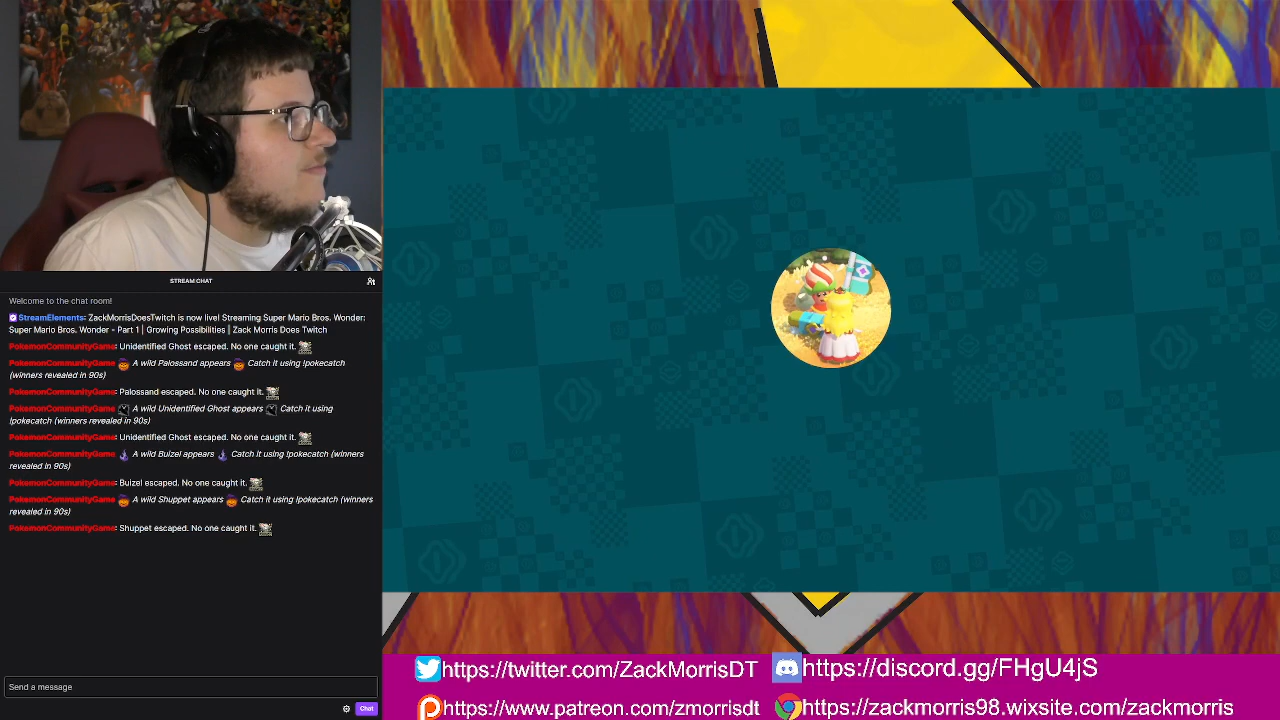 STREAM CHAT
Welcome to the chat room!
StreamElements: ZackMorrisDoesTwitch is now live! Streaming Super Mario Bros. Wonder:
Super Mario Bros. Wonder - Part 1 | Growing Possibilities | Zack Morris Does Twitch
PokemonCommunityGame: Unidentified Ghost escaped. No one caught it.
PokemonCommunityGame: A wild Palossand appears Catch it using !pokecatch
(winners revealed in 90s)
PokemonCommunityGame: Palossand escaped. No one caught it.
PokemonCommunityGame: A wild Unidentified Ghost appears Catch it using
!pokecatch (winners revealed in 90s)
PokemonCommunityGame: Unidentified Ghost escaped. No one caught it.
PokemonCommunityGame: A wild Buizel appears Catch it using !pokecatch (winners
revealed in 90s)
PokemonCommunityGame: Buizel escaped. No one caught it.
PokemonCommunityGame: A wild Shuppet appears Catch it using !pokecatch (winners
revealed in 90s)
PokemonCommunityGame: Shuppet escaped. No one caught it.
Send a message
Chat
https://twitter.com/ZackMorrisDT
https://discord.gg/FHgU4jS
https://www.patreon.com/zmorrisdt
https://zackmorris98.wixsite.com/zackmorris